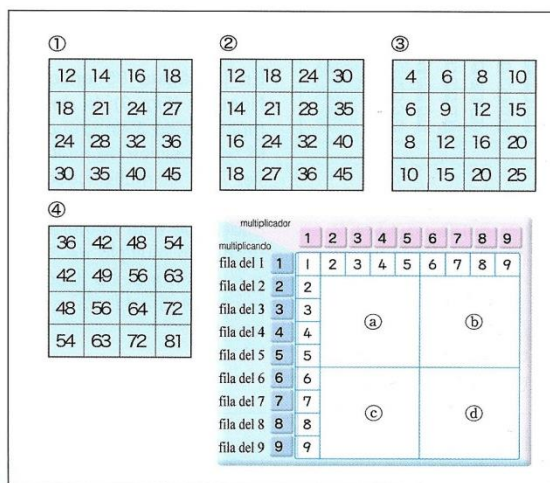 ① ② ③
12 14 16 18
18 21 24 27
24 28 32 36
30 35 40 45
12 18 24 30
14 21 28 35
16 24 32 40
18 27 36 45
4 6 8 10
6 9 12 15
8 12 16 20
10 15 20 25
④
36 42 48 54
42 49 56 63
48 56 64 72
54 63 72 81
multiplicador
multiplicando
1 2 3 4 5 6 7 8 9
fila del 1 1 1 2 3 4 5 6 7 8 9
fila del 2 2 2
fila del 3 3 3
ⓐ ⓑ
fila del 4 4 4
fila del 5 5 5
fila del 6 6 6
fila del 7 7 7
ⓒ ⓓ
fila del 8 8 8
fila del 9 9 9